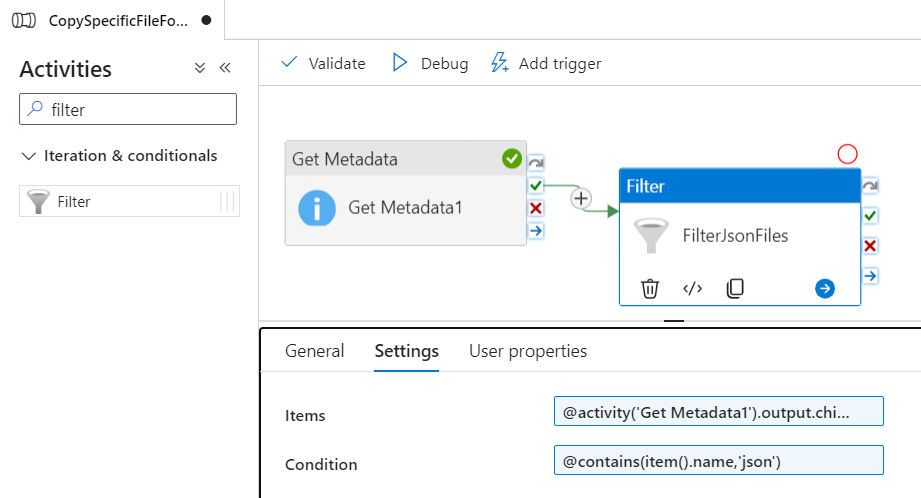 CopySpecificFileFo...
Activities
filter
Iteration & conditionals
Filter
Validate
Debug
Add trigger
Get Metadata
Get Metadata1
Filter
FilterJsonFiles
General
Settings
User properties
Items
@activity('Get Metadata1').output.chi...
Condition
@contains(item().name,'json')